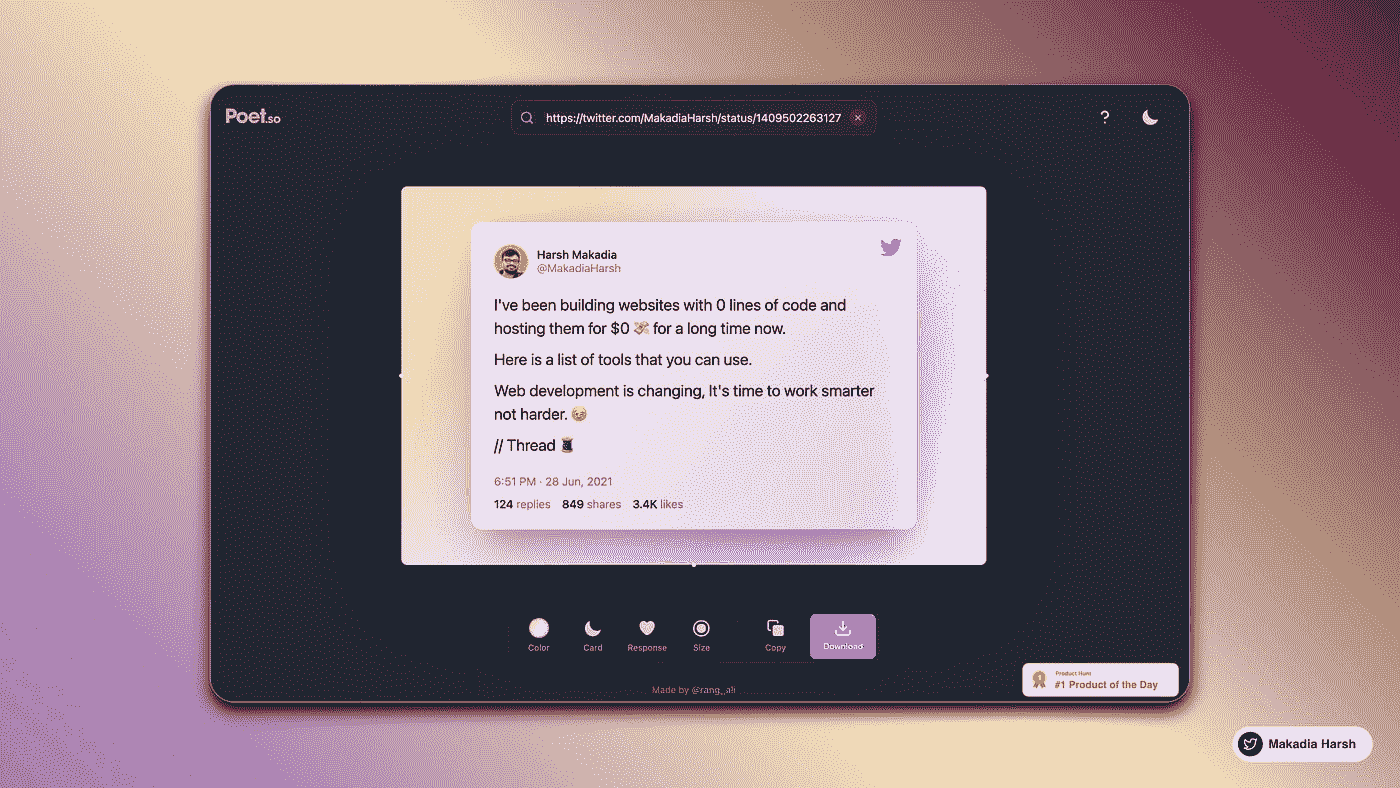 Poet.so
https://twitter.com/MakadiaHarsh/status/1409502263127
?
Harsh Makadia
@MakadiaHarsh
I've been building websites with 0 lines of code and
hosting them for $0 💸 for a long time now.
Here is a list of tools that you can use.
Web development is changing, It's time to work smarter
not harder. 😉
// Thread 🧵
6:51 PM · 28 Jun, 2021
124 replies 849 shares 3.4K likes
Color Card Response Size Copy Download
Made by @rang_ali
Product Hunt
#1 Product of the Day
Makadia Harsh